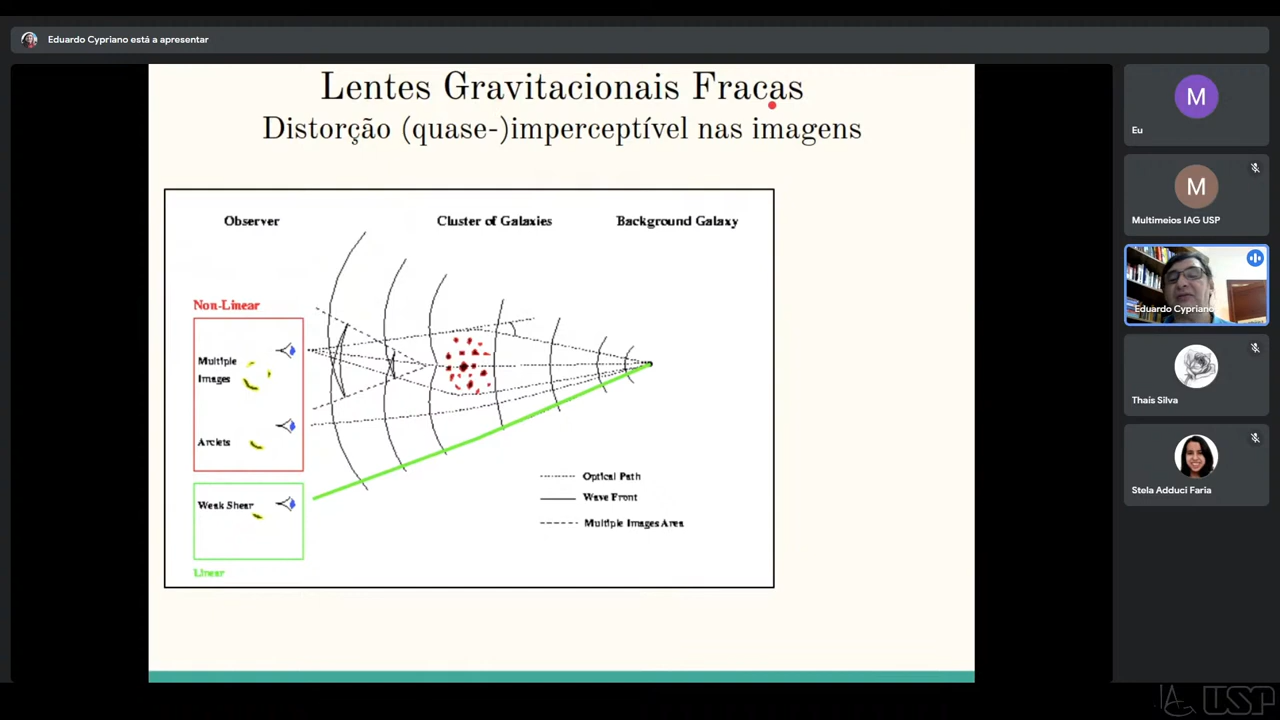 Eduardo Cypriano está a apresentar
Lentes Gravitacionais Fracas
Distorção (quase-)imperceptível nas imagens
Observer
Cluster of Galaxies
Background Galaxy
Non-Linear
Multiple
Images
Arclets
Weak Shear
Linear
Optical Path
Wave Front
Multiple Images Area
M
Eu
M
Multimeios IAG USP
Eduardo Cypriano
Thais Silva
Stela Adduci Faria
USP